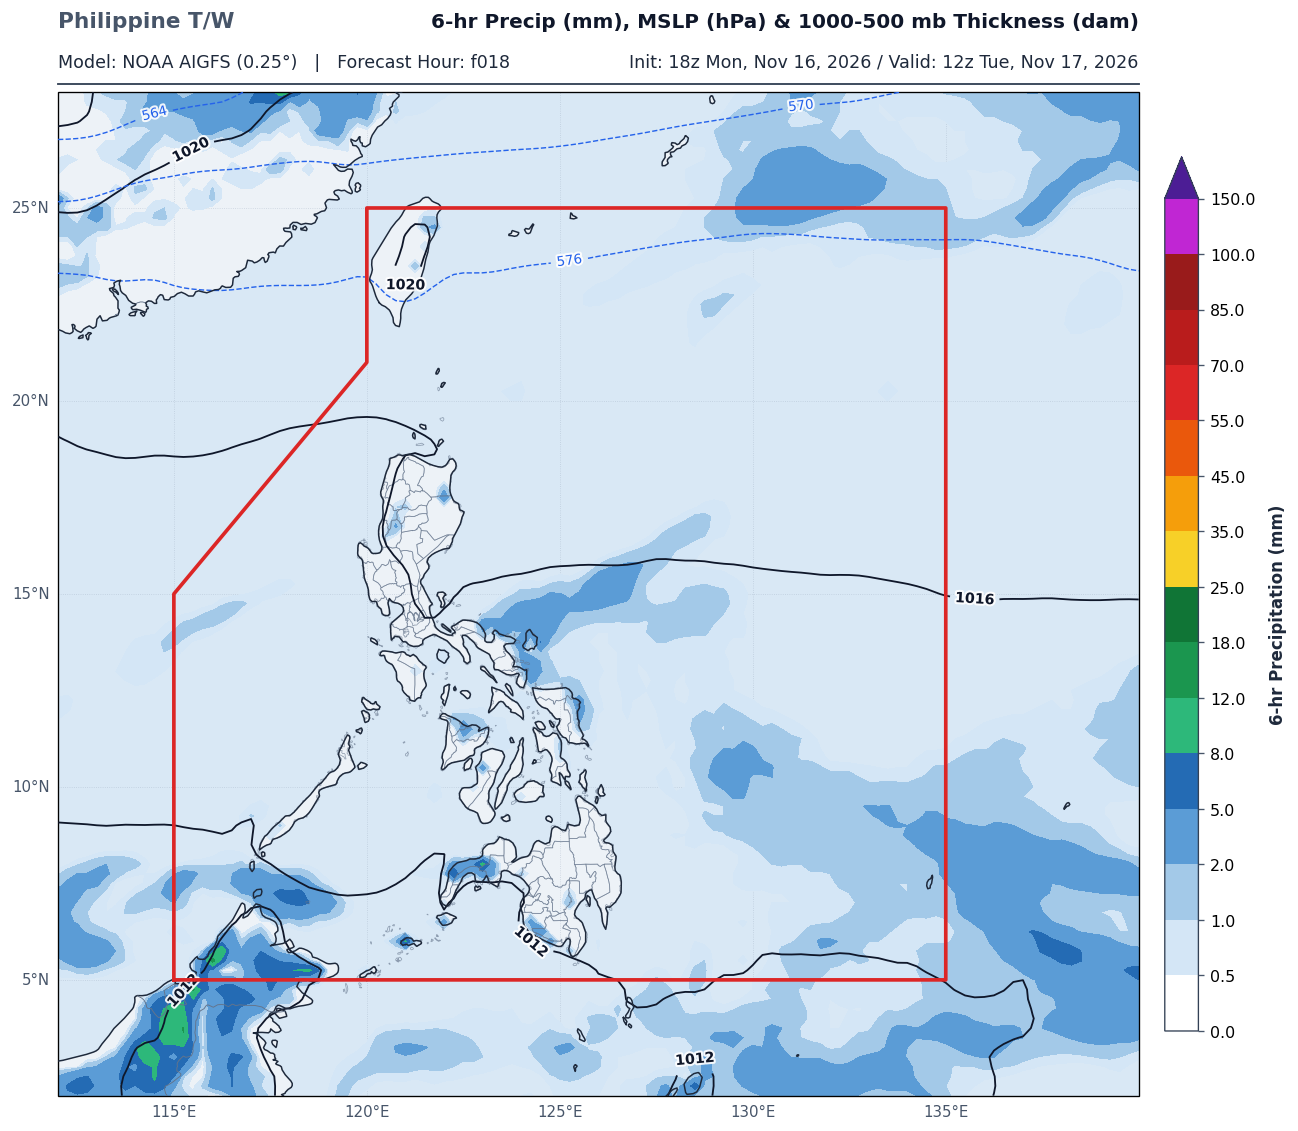 Philippine T/W
6-hr Precip (mm), MSLP (hPa) & 1000-500 mb Thickness (dam)
Model: NOAA AIGFS (0.25°)   |   Forecast Hour: f018
Init: 18z Mon, Nov 16, 2026 / Valid: 12z Tue, Nov 17, 2026
564
570
1020
25°N
576
1020
20°N
15°N
1016
10°N
1012
5°N
1012
1012
115°E
120°E
125°E
130°E
135°E
150.0
100.0
85.0
70.0
55.0
45.0
35.0
25.0
18.0
12.0
8.0
5.0
2.0
1.0
0.5
0.0
6-hr Precipitation (mm)